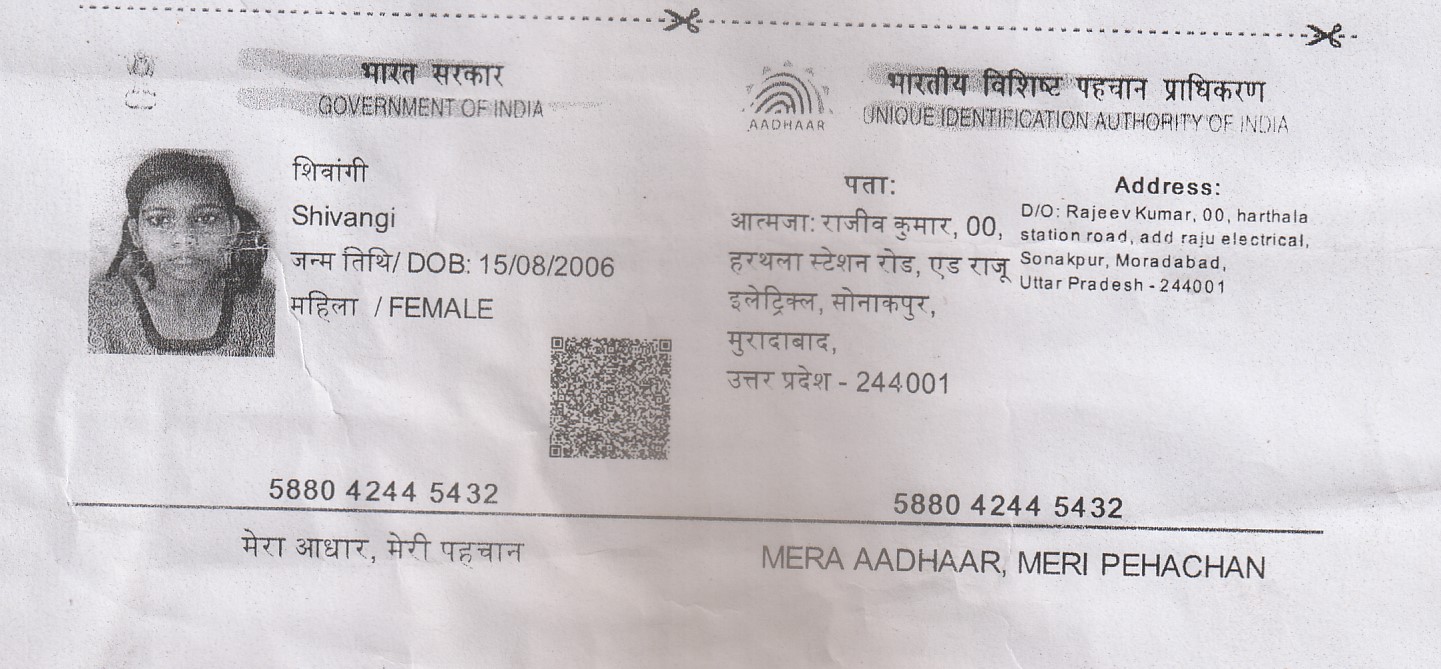 भारत सरकार
GOVERNMENT OF INDIA
शिवांगी
Shivangi
जन्म तिथि/ DOB: 15/08/2006
महिला / FEMALE
5880 4244 5432
मेरा आधार, मेरी पहचान
AADHAAR
भारतीय विशिष्ट पहचान प्राधिकरण
UNIQUE IDENTIFICATION AUTHORITY OF INDIA
पता:
आत्मजा: राजीव कुमार, 00,
हरथला स्टेशन रोड, एड राजू
इलेट्रिक्ल, सोनाकपुर,
मुरादाबाद,
उत्तर प्रदेश - 244001
Address:
D/O: Rajeev Kumar, 00, harthala
station road, add raju electrical,
Sonakpur, Moradabad,
Uttar Pradesh - 244001
5880 4244 5432
MERA AADHAAR, MERI PEHACHAN